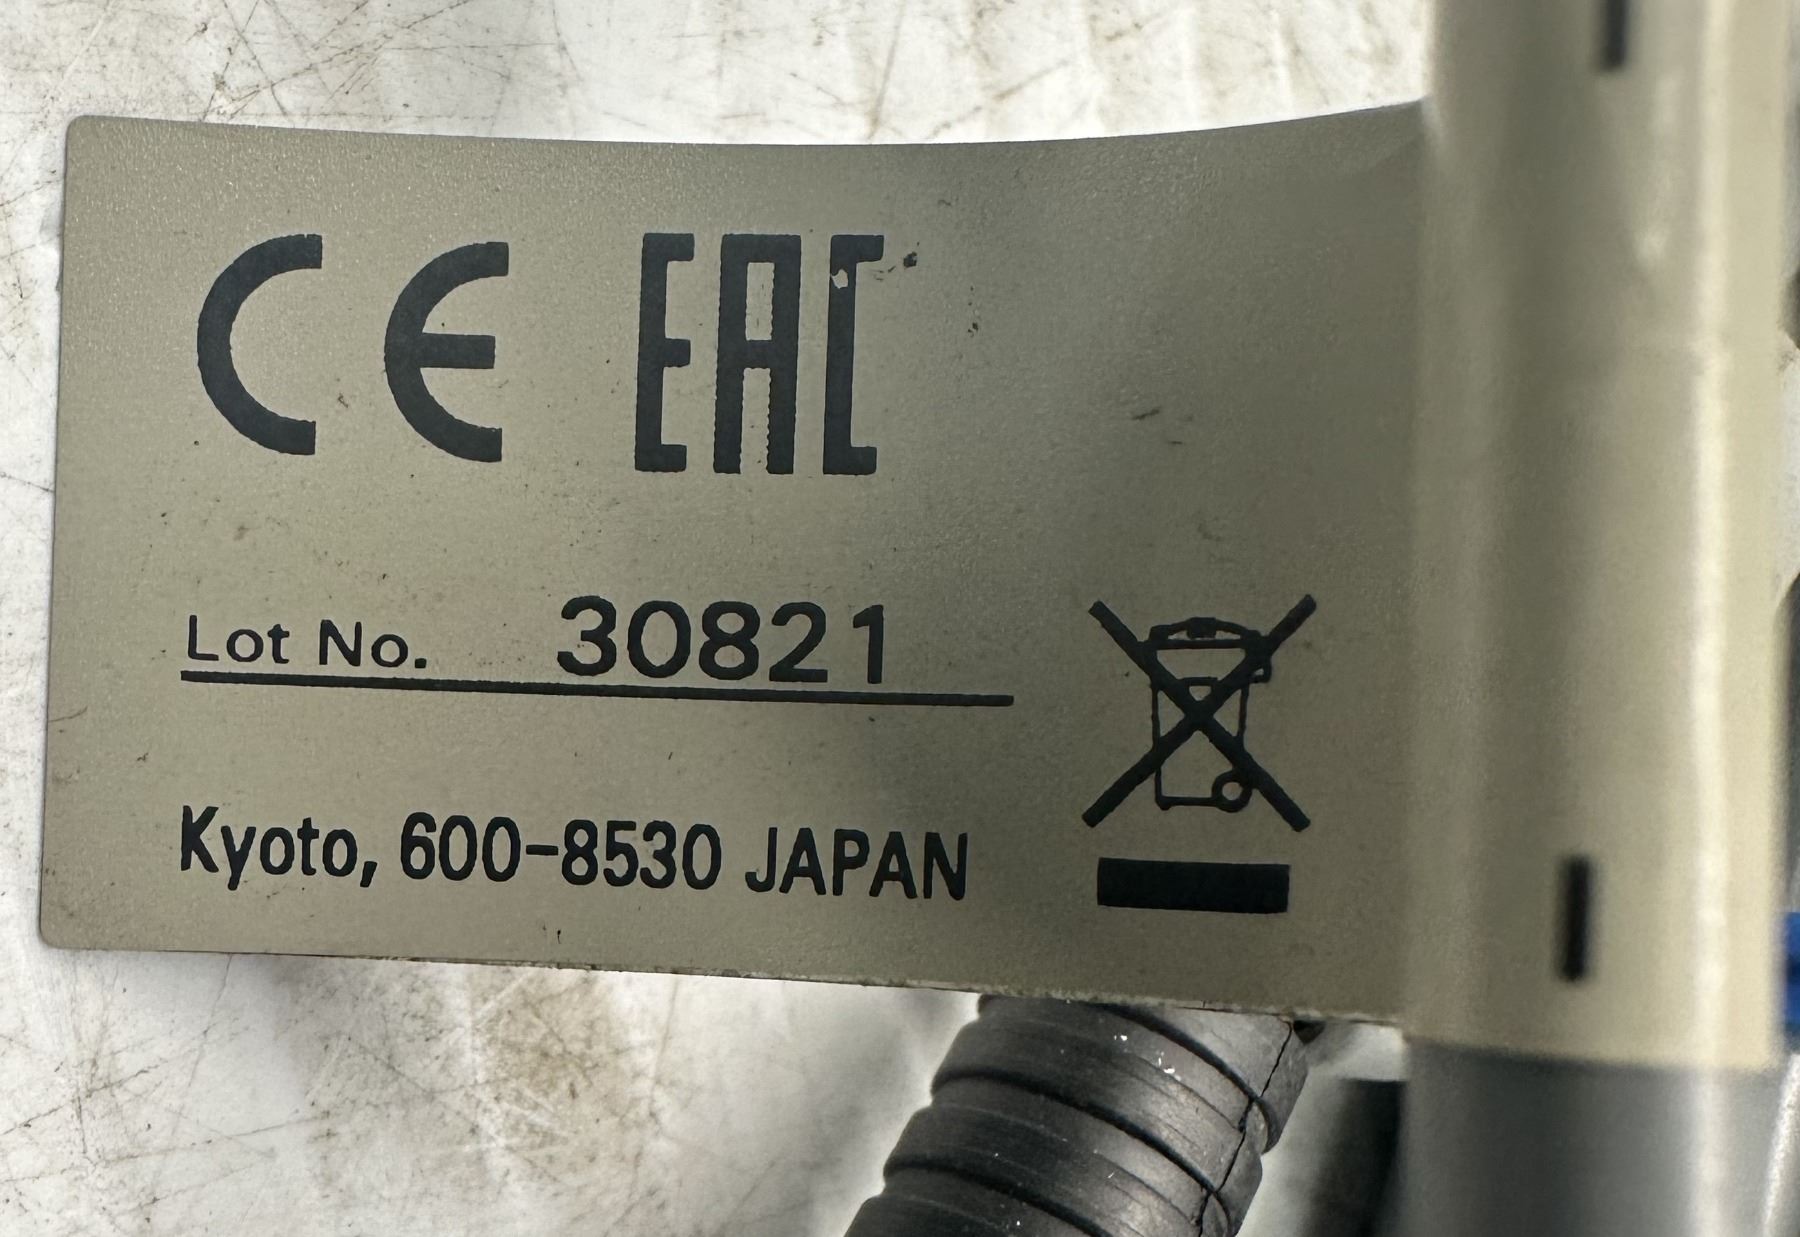 CE EAC
Lot No. 30821
Kyoto, 600-8530 JAPAN